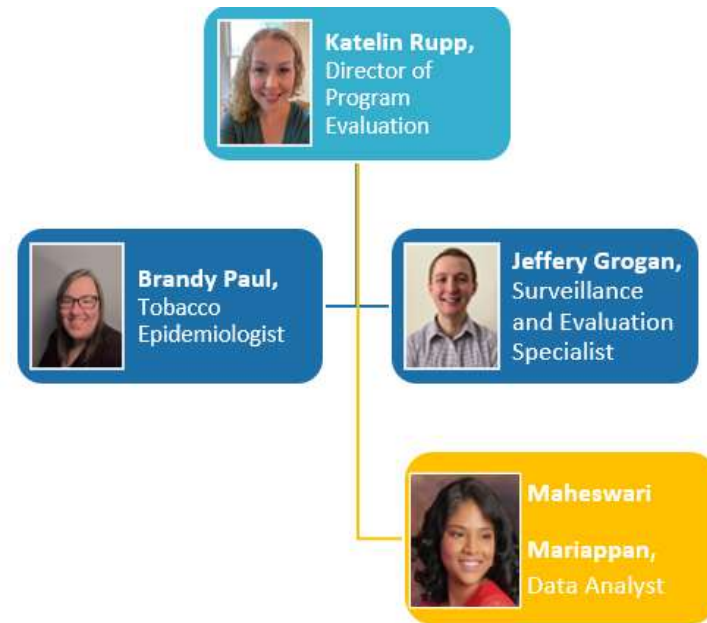 Katelin Rupp,
Director of
Program
Evaluation
Brandy Paul,
Tobacco
Epidemiologist
Jeffery Grogan,
Surveillance
and Evaluation
Specialist
Maheswari
Mariappan,
Data Analyst